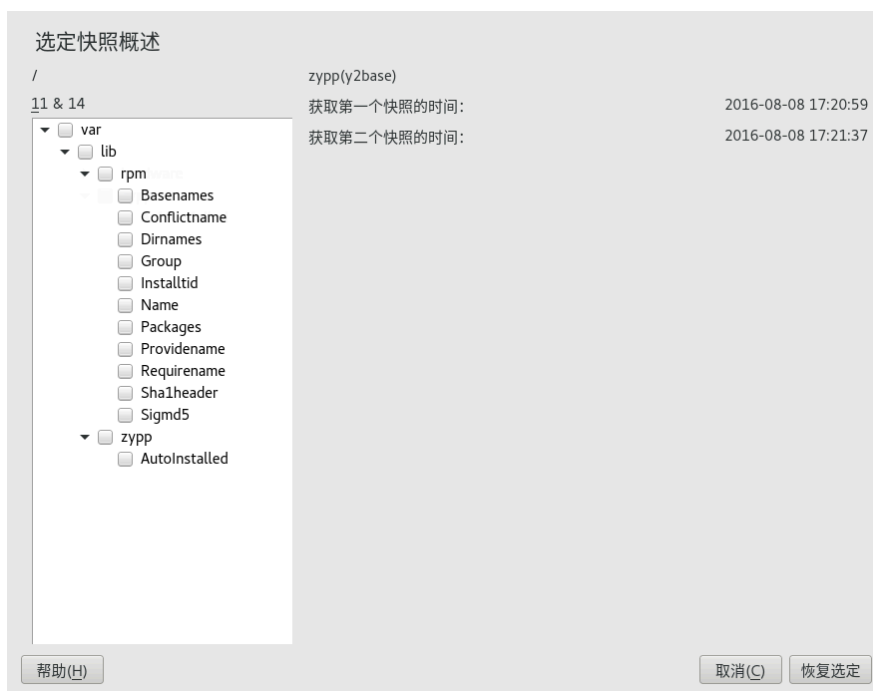 选定快照概述
/
zypp(y2base)
11 & 14
获取第一个快照的时间：
2016-08-08 17:20:59
获取第二个快照的时间：
2016-08-08 17:21:37
var
lib
rpm
Basenames
Conflictname
Dirnames
Group
Installtid
Name
Packages
Providename
Requirename
Sha1header
Sigmd5
zypp
AutoInstalled
帮助(H)
取消(C)
恢复选定